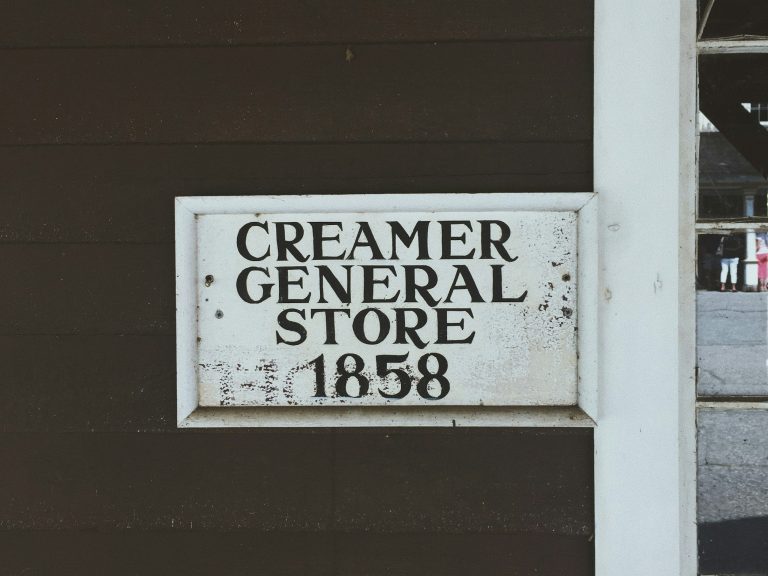 CREAMER
GENERAL
STORE
1858